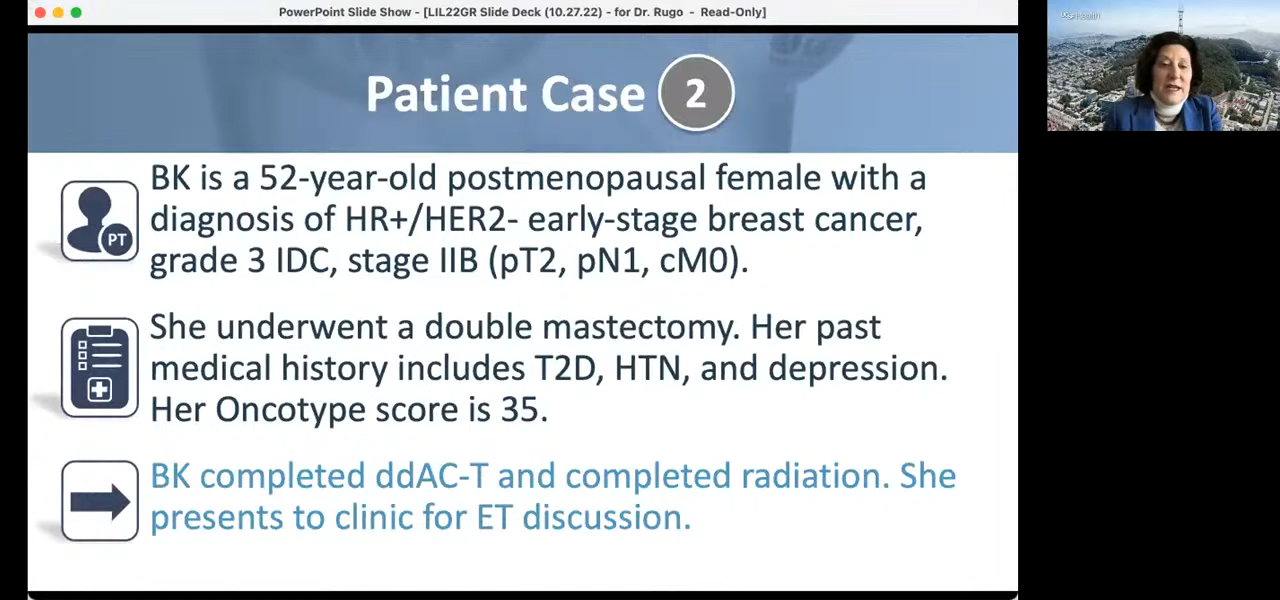 PowerPoint Slide Show - [LIL22GR Slide Deck (10.27.22) - for Dr. Rugo - Read-Only]
Patient Case 2
BK is a 52-year-old postmenopausal female with a
diagnosis of HR+/HER2- early-stage breast cancer,
grade 3 IDC, stage IIB (pT2, pN1, cM0).
PT
She underwent a double mastectomy. Her past
medical history includes T2D, HTN, and depression.
Her Oncotype score is 35.
BK completed ddAC-T and completed radiation. She
presents to clinic for ET discussion.